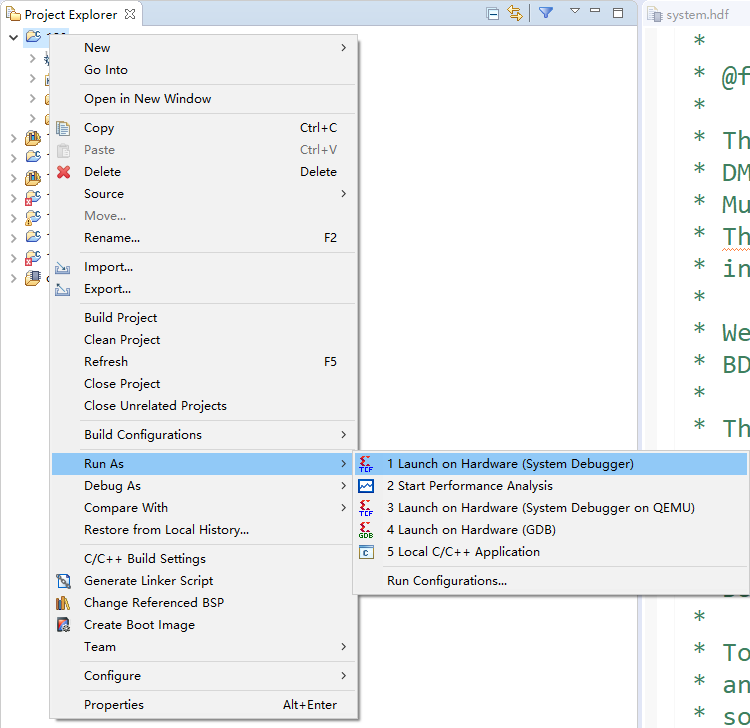 Project Explorer
system.hdf
New
Go Into
Open in New Window
Copy Ctrl+C
Paste Ctrl+V
Delete Delete
Source
Move...
Rename... F2
Import...
Export...
Build Project
Clean Project
Refresh F5
Close Project
Close Unrelated Projects
Build Configurations
Run As
Debug As
Compare With
Restore from Local History...
C/C++ Build Settings
Generate Linker Script
Change Referenced BSP
Create Boot Image
Team
Configure
Properties Alt+Enter
TCF 1 Launch on Hardware (System Debugger)
2 Start Performance Analysis
TCF 3 Launch on Hardware (System Debugger on QEMU)
GDB 4 Launch on Hardware (GDB)
C 5 Local C/C++ Application
Run Configurations...
*
* @f
*
* Th
* DM
* Mu
* Th
* in
*
* We
* BD
*
* Th
*
* To
* an
* so